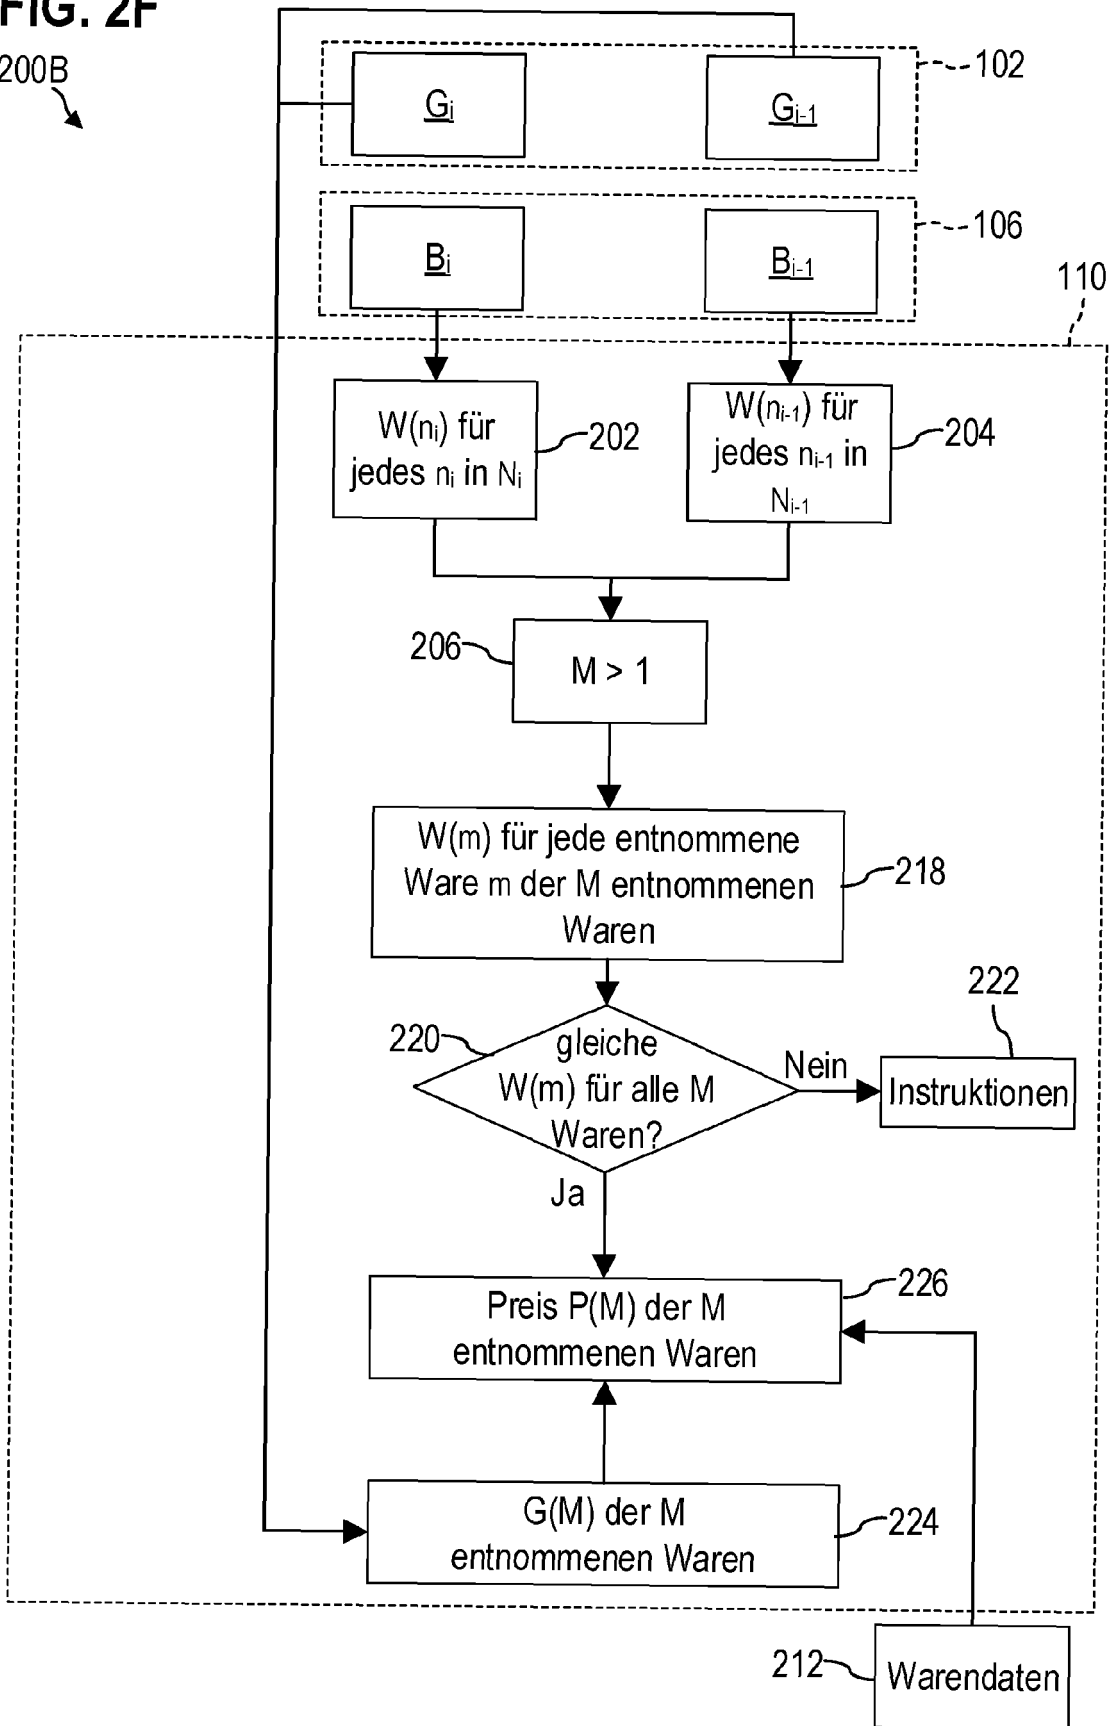 FIG. 2F
200B
Gi
Gi-1
102
Bi
Bi-1
106
110
W(ni) für
jedes ni in Ni
202
W(ni-1) für
jedes ni-1 in
Ni-1
204
206
M > 1
W(m) für jede entnommene
Ware m der M entnommenen
Waren
218
220
gleiche
W(m) für alle M
Waren?
Nein
222
Instruktionen
Ja
226
Preis P(M) der M
entnommenen Waren
G(M) der M
entnommenen Waren
224
212
Warendaten